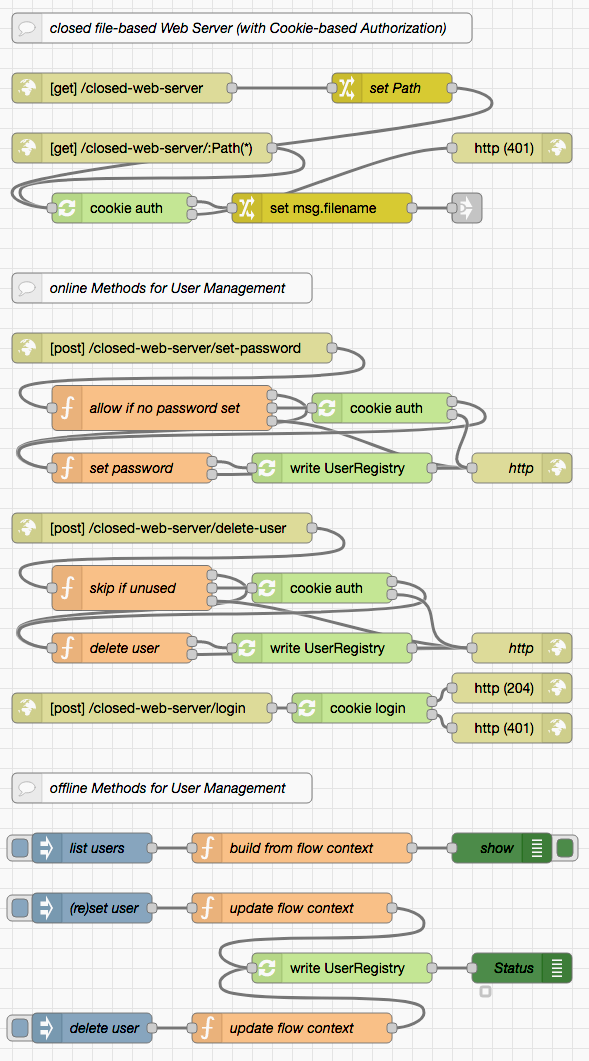 closed file-based Web Server (with Cookie-based Authorization)
[get] /closed-web-server
set Path
[get] /closed-web-server/:Path(*)
http (401)
cookie auth
set msg.filename
online Methods for User Management
[post] /closed-web-server/set-password
allow if no password set
cookie auth
set password
write UserRegistry
http
[post] /closed-web-server/delete-user
skip if unused
cookie auth
delete user
write UserRegistry
http
http (204)
[post] /closed-web-server/login
cookie login
http (401)
offline Methods for User Management
list users
build from flow context
show
(re)set user
update flow context
write UserRegistry
Status
delete user
update flow context